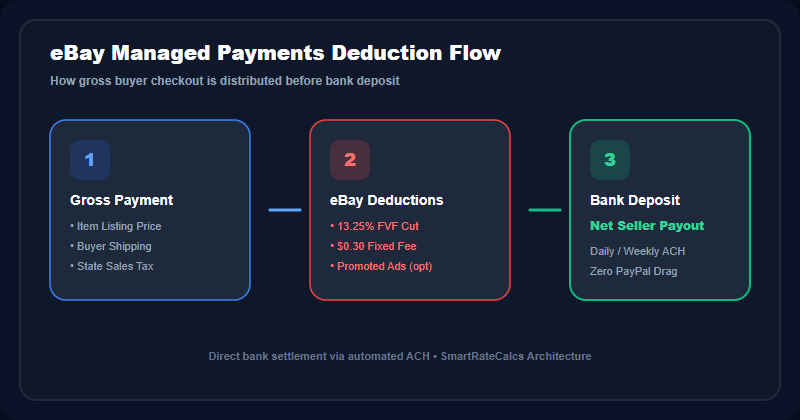 eBay Managed Payments Deduction Flow
How gross buyer checkout is distributed before bank deposit
1
Gross Payment
• Item Listing Price
• Buyer Shipping
• State Sales Tax
2
eBay Deductions
• 13.25% FVF Cut
• $0.30 Fixed Fee
• Promoted Ads (opt)
3
Bank Deposit
Net Seller Payout
Daily / Weekly ACH
Zero PayPal Drag
Direct bank settlement via automated ACH • SmartRateCalcs Architecture